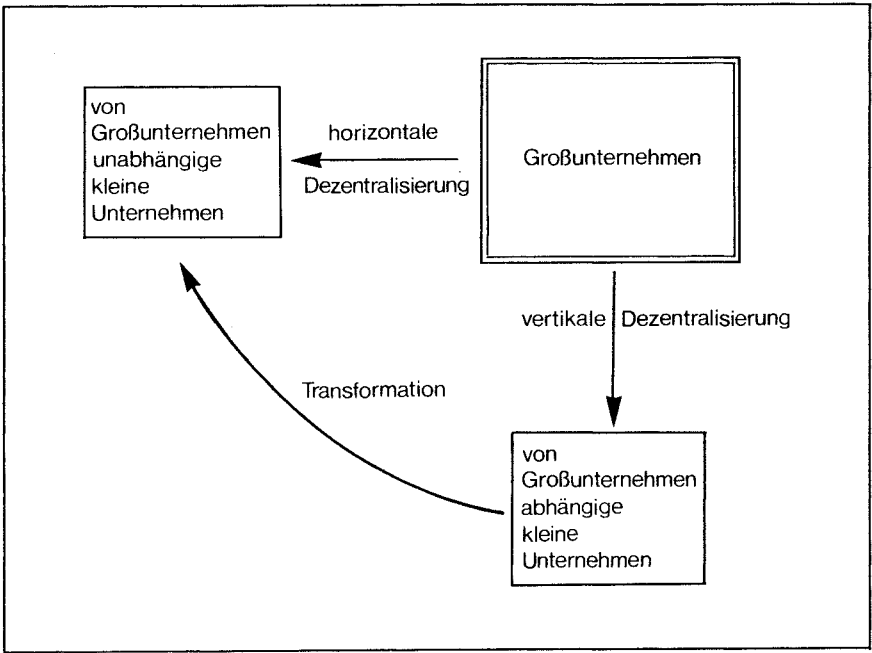 von
Großunternehmen
unabhängige
kleine
Unternehmen
horizontale
Dezentralisierung
Großunternehmen
vertikale Dezentralisierung
Transformation
von
Großunternehmen
abhängige
kleine
Unternehmen